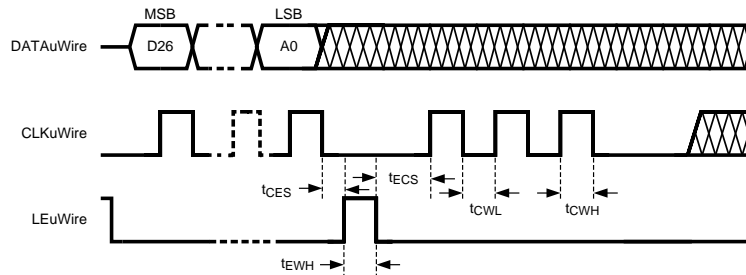 MSB LSB
DATAuWire D26 A0
CLKuWire
tCES tECS tCWL tCWH
LEuWire
tEWH